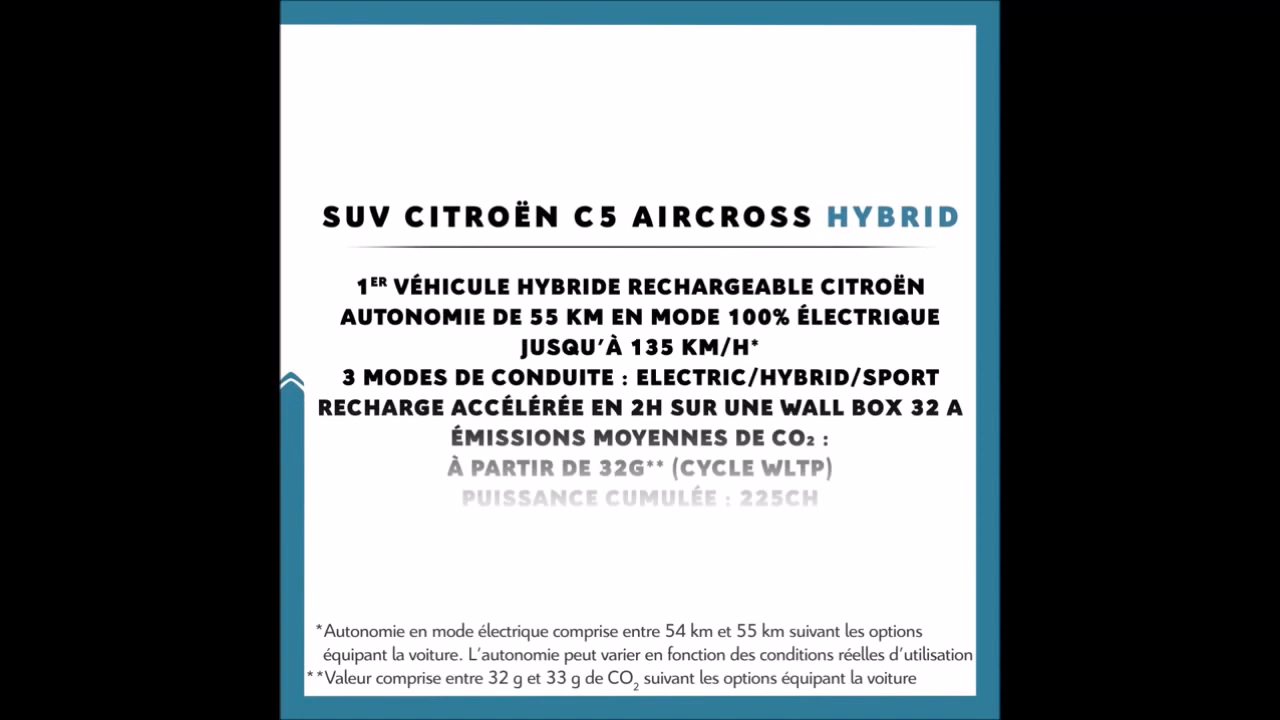 SUV CITROËN C5 AIRCROSS HYBRID
1ER VÉHICULE HYBRIDE RECHARGEABLE CITROËN
AUTONOMIE DE 55 KM EN MODE 100% ÉLECTRIQUE
JUSQU'À 135 KM/H*
3 MODES DE CONDUITE : ELECTRIC/HYBRID/SPORT
RECHARGE ACCÉLÉRÉE EN 2H SUR UNE WALL BOX 32 A
ÉMISSIONS MOYENNES DE CO₂ :
À PARTIR DE 32G** (CYCLE WLTP)
PUISSANCE CUMULÉE : 225CH
*Autonomie en mode électrique comprise entre 54 km et 55 km suivant les options
équipant la voiture. L'autonomie peut varier en fonction des conditions réelles d'utilisation
**Valeur comprise entre 32 g et 33 g de CO₂ suivant les options équipant la voiture